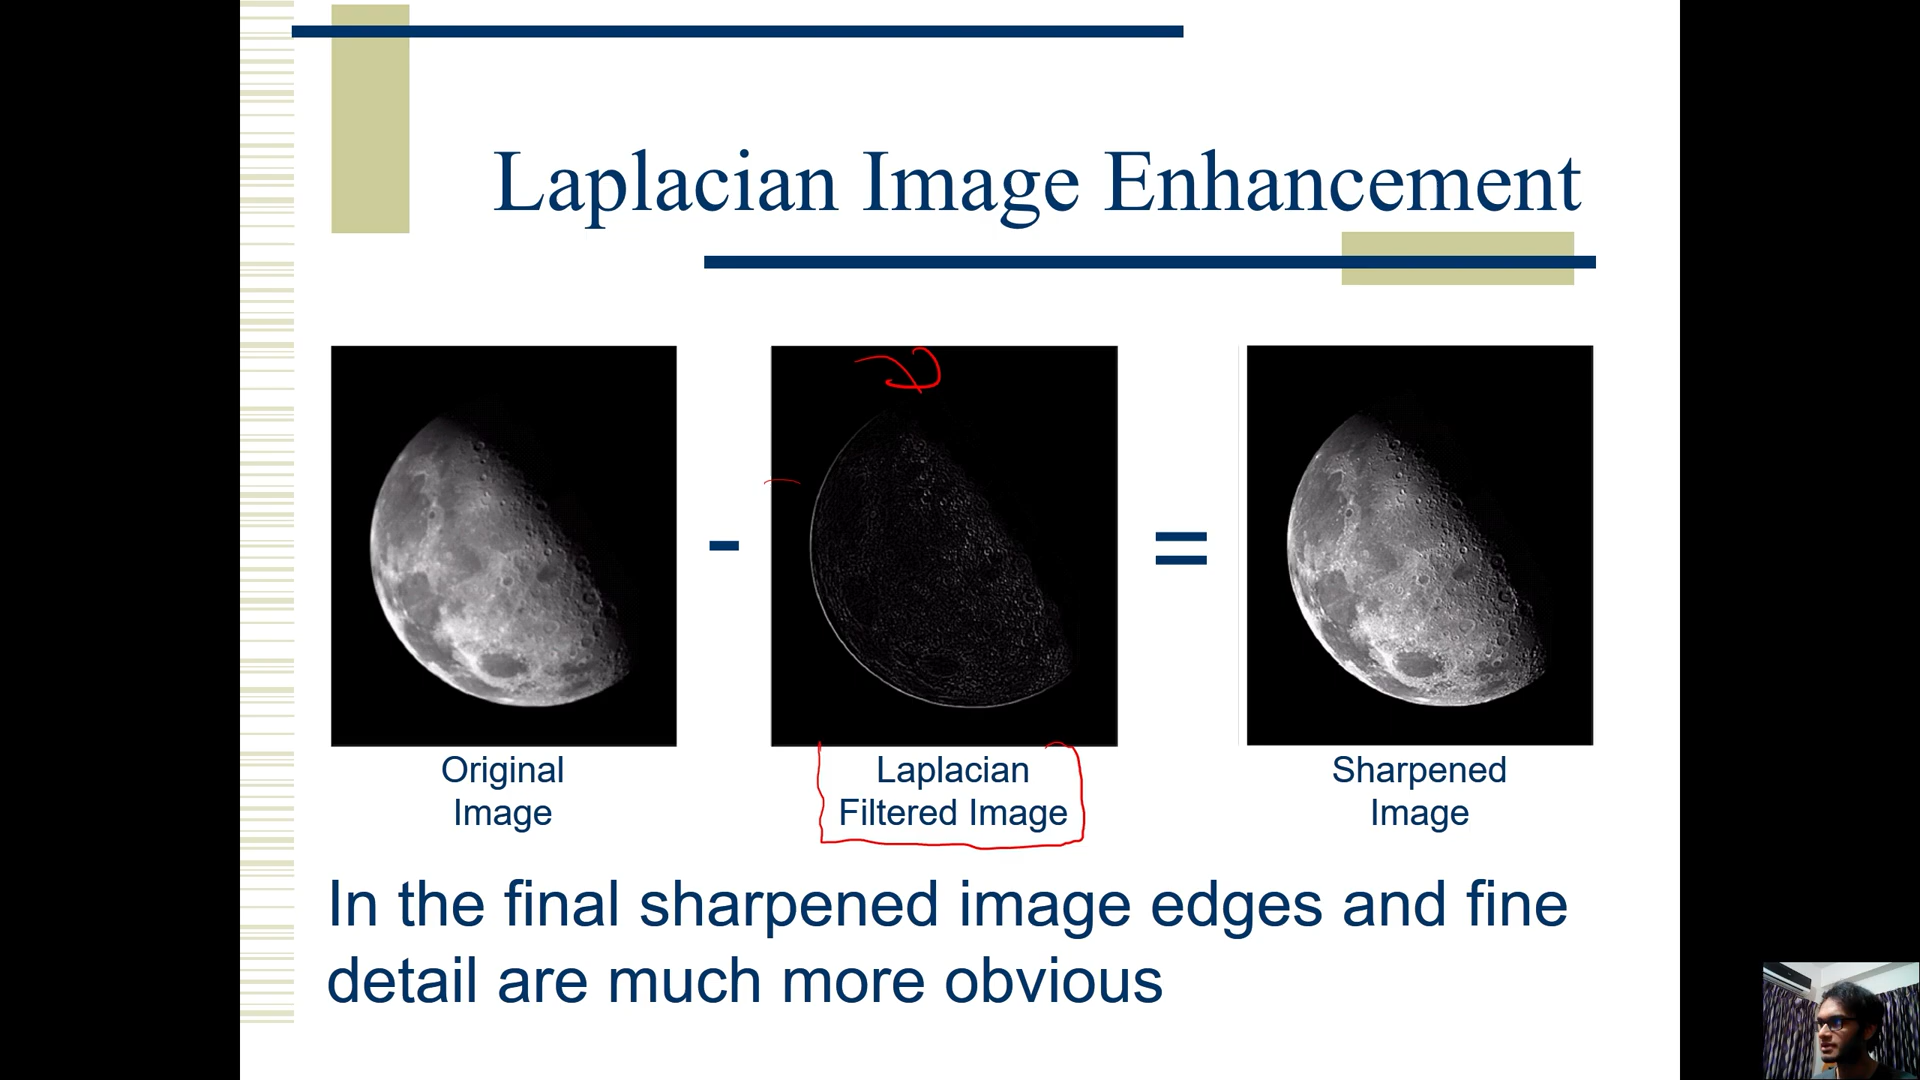 Laplacian Image Enhancement
-
=
Original
Image
Laplacian
Filtered Image
Sharpened
Image
In the final sharpened image edges and fine
detail are much more obvious